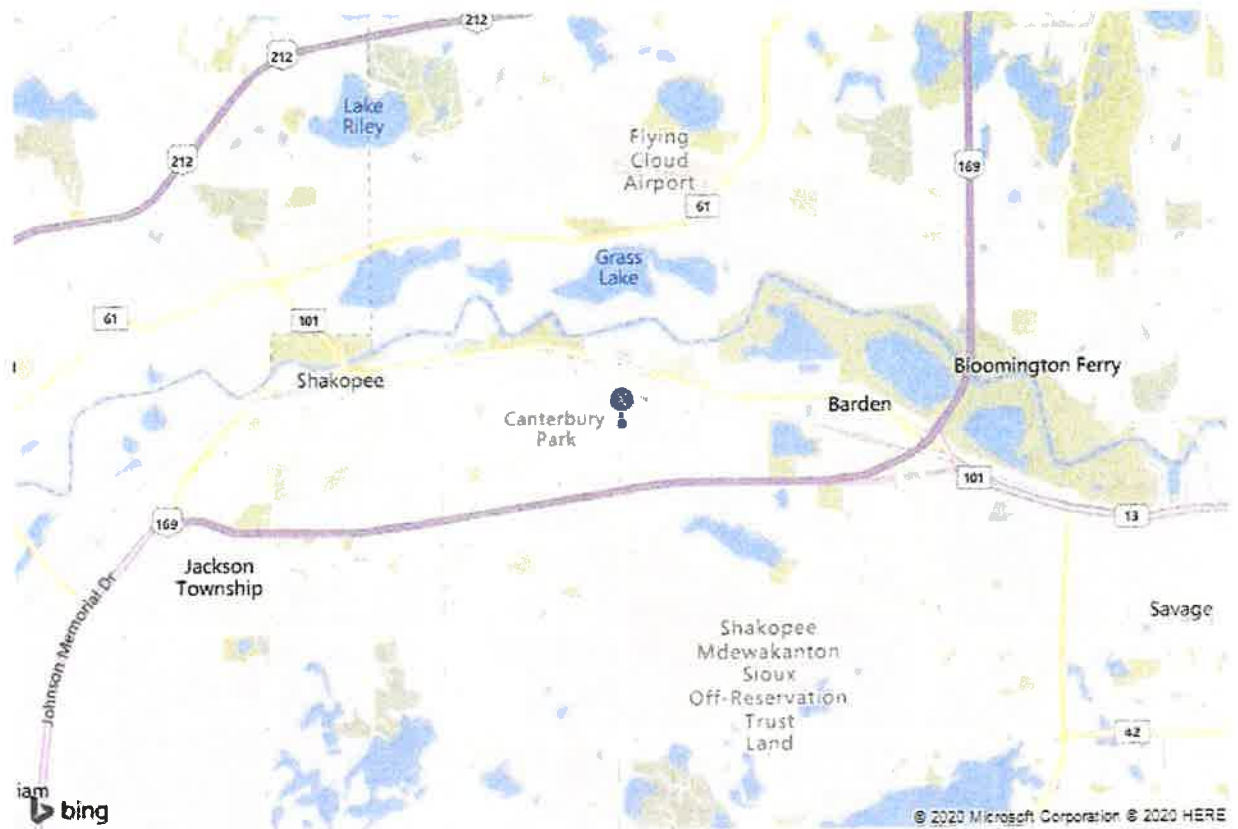 212
212
Lake
Riley
212
Flying
Cloud
Airport
169
61
Grass
Lake
61
101
Shakopee
Bloomington Ferry
Barden
Canterbury
Park
101
169
13
Jackson
Township
Johnson Memorial Dr
Savage
Shakopee
Mdewakanton
Sioux
Off-Reservation
Trust
Land
42
iam
bing
© 2020 Microsoft Corporation © 2020 HERE